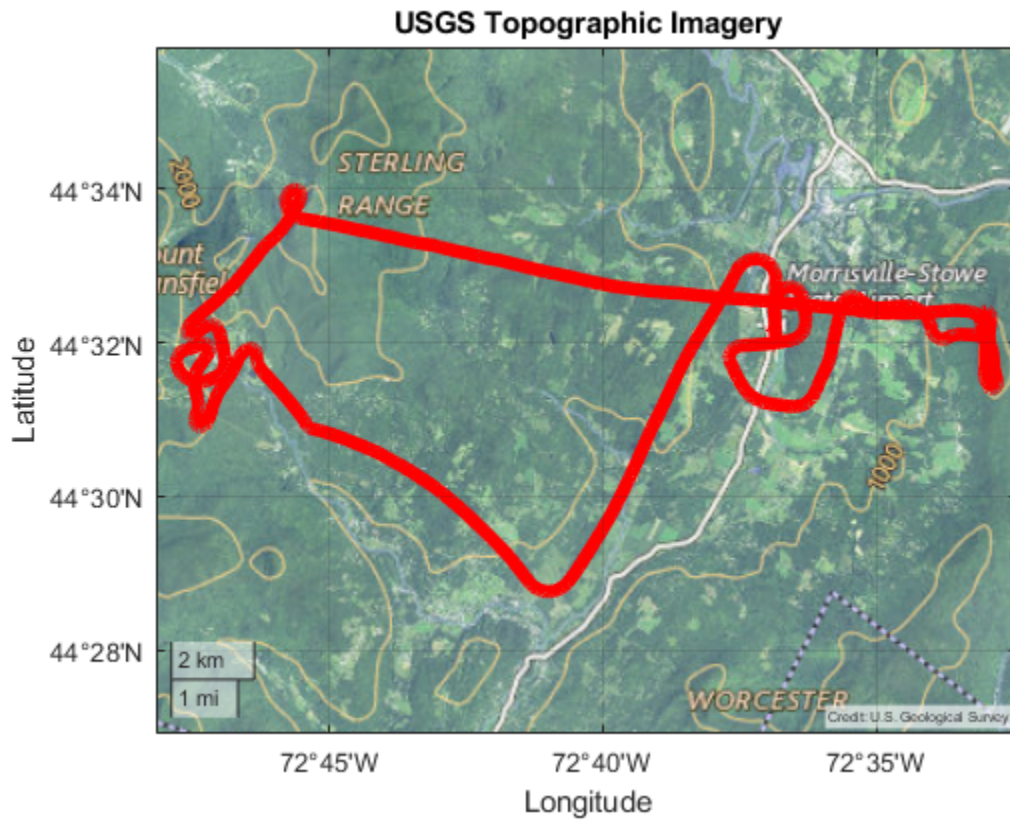 USGS Topographic Imagery
2000
STERLING
RANGE
44°34'N
Morrisville-Stowe
44°32'N
Latitude
1000
44°30'N
44°28'N
2 km
1 mi
WORCESTER
Credit: U.S. Geological Survey
72°45'W
72°40'W
72°35'W
Longitude